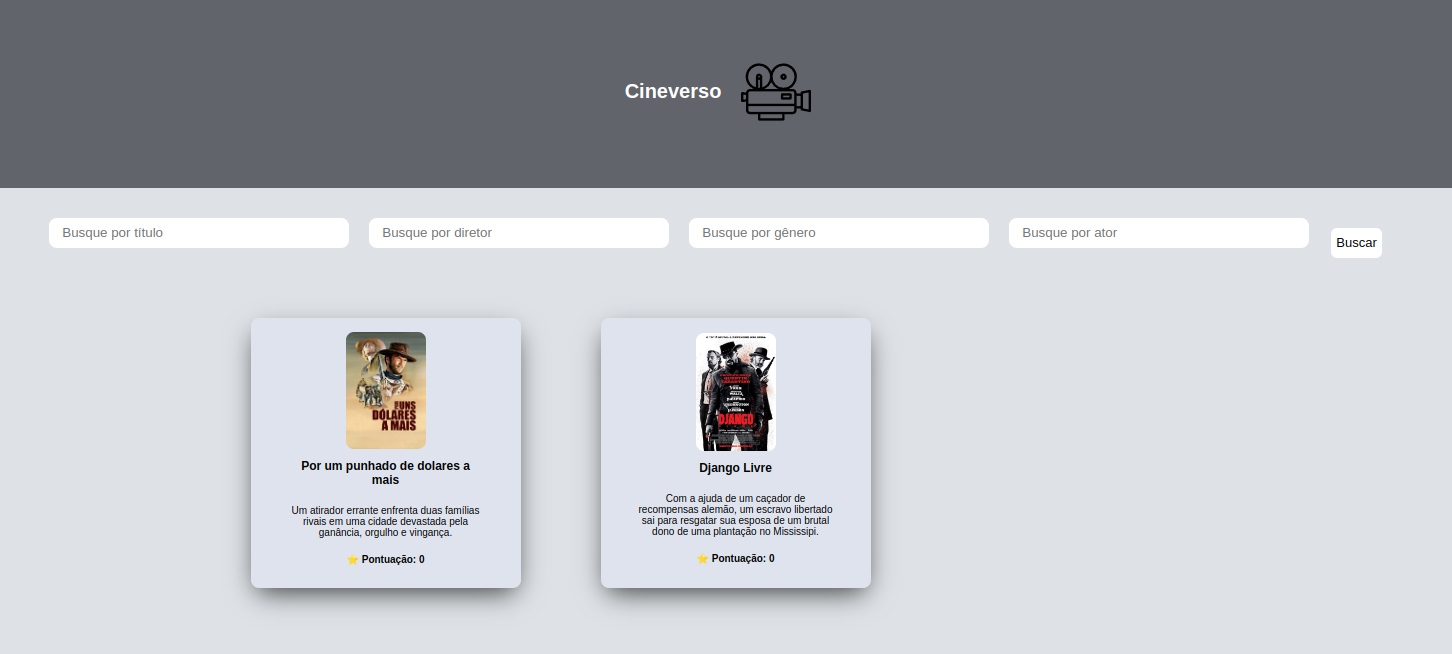 Cineverso
Busque por título
Busque por diretor
Busque por gênero
Busque por ator
Buscar
UNS
DÓLARES
A MAIS
Por um punhado de dolares a
mais
Um atirador errante enfrenta duas famílias
rivais em uma cidade devastada pela
ganância, orgulho e vingança.
⭐ Pontuação: 0
DJANGO
Django Livre
Com a ajuda de um caçador de
recompensas alemão, um escravo libertado
sai para resgatar sua esposa de um brutal
dono de uma plantação no Mississipi.
⭐ Pontuação: 0